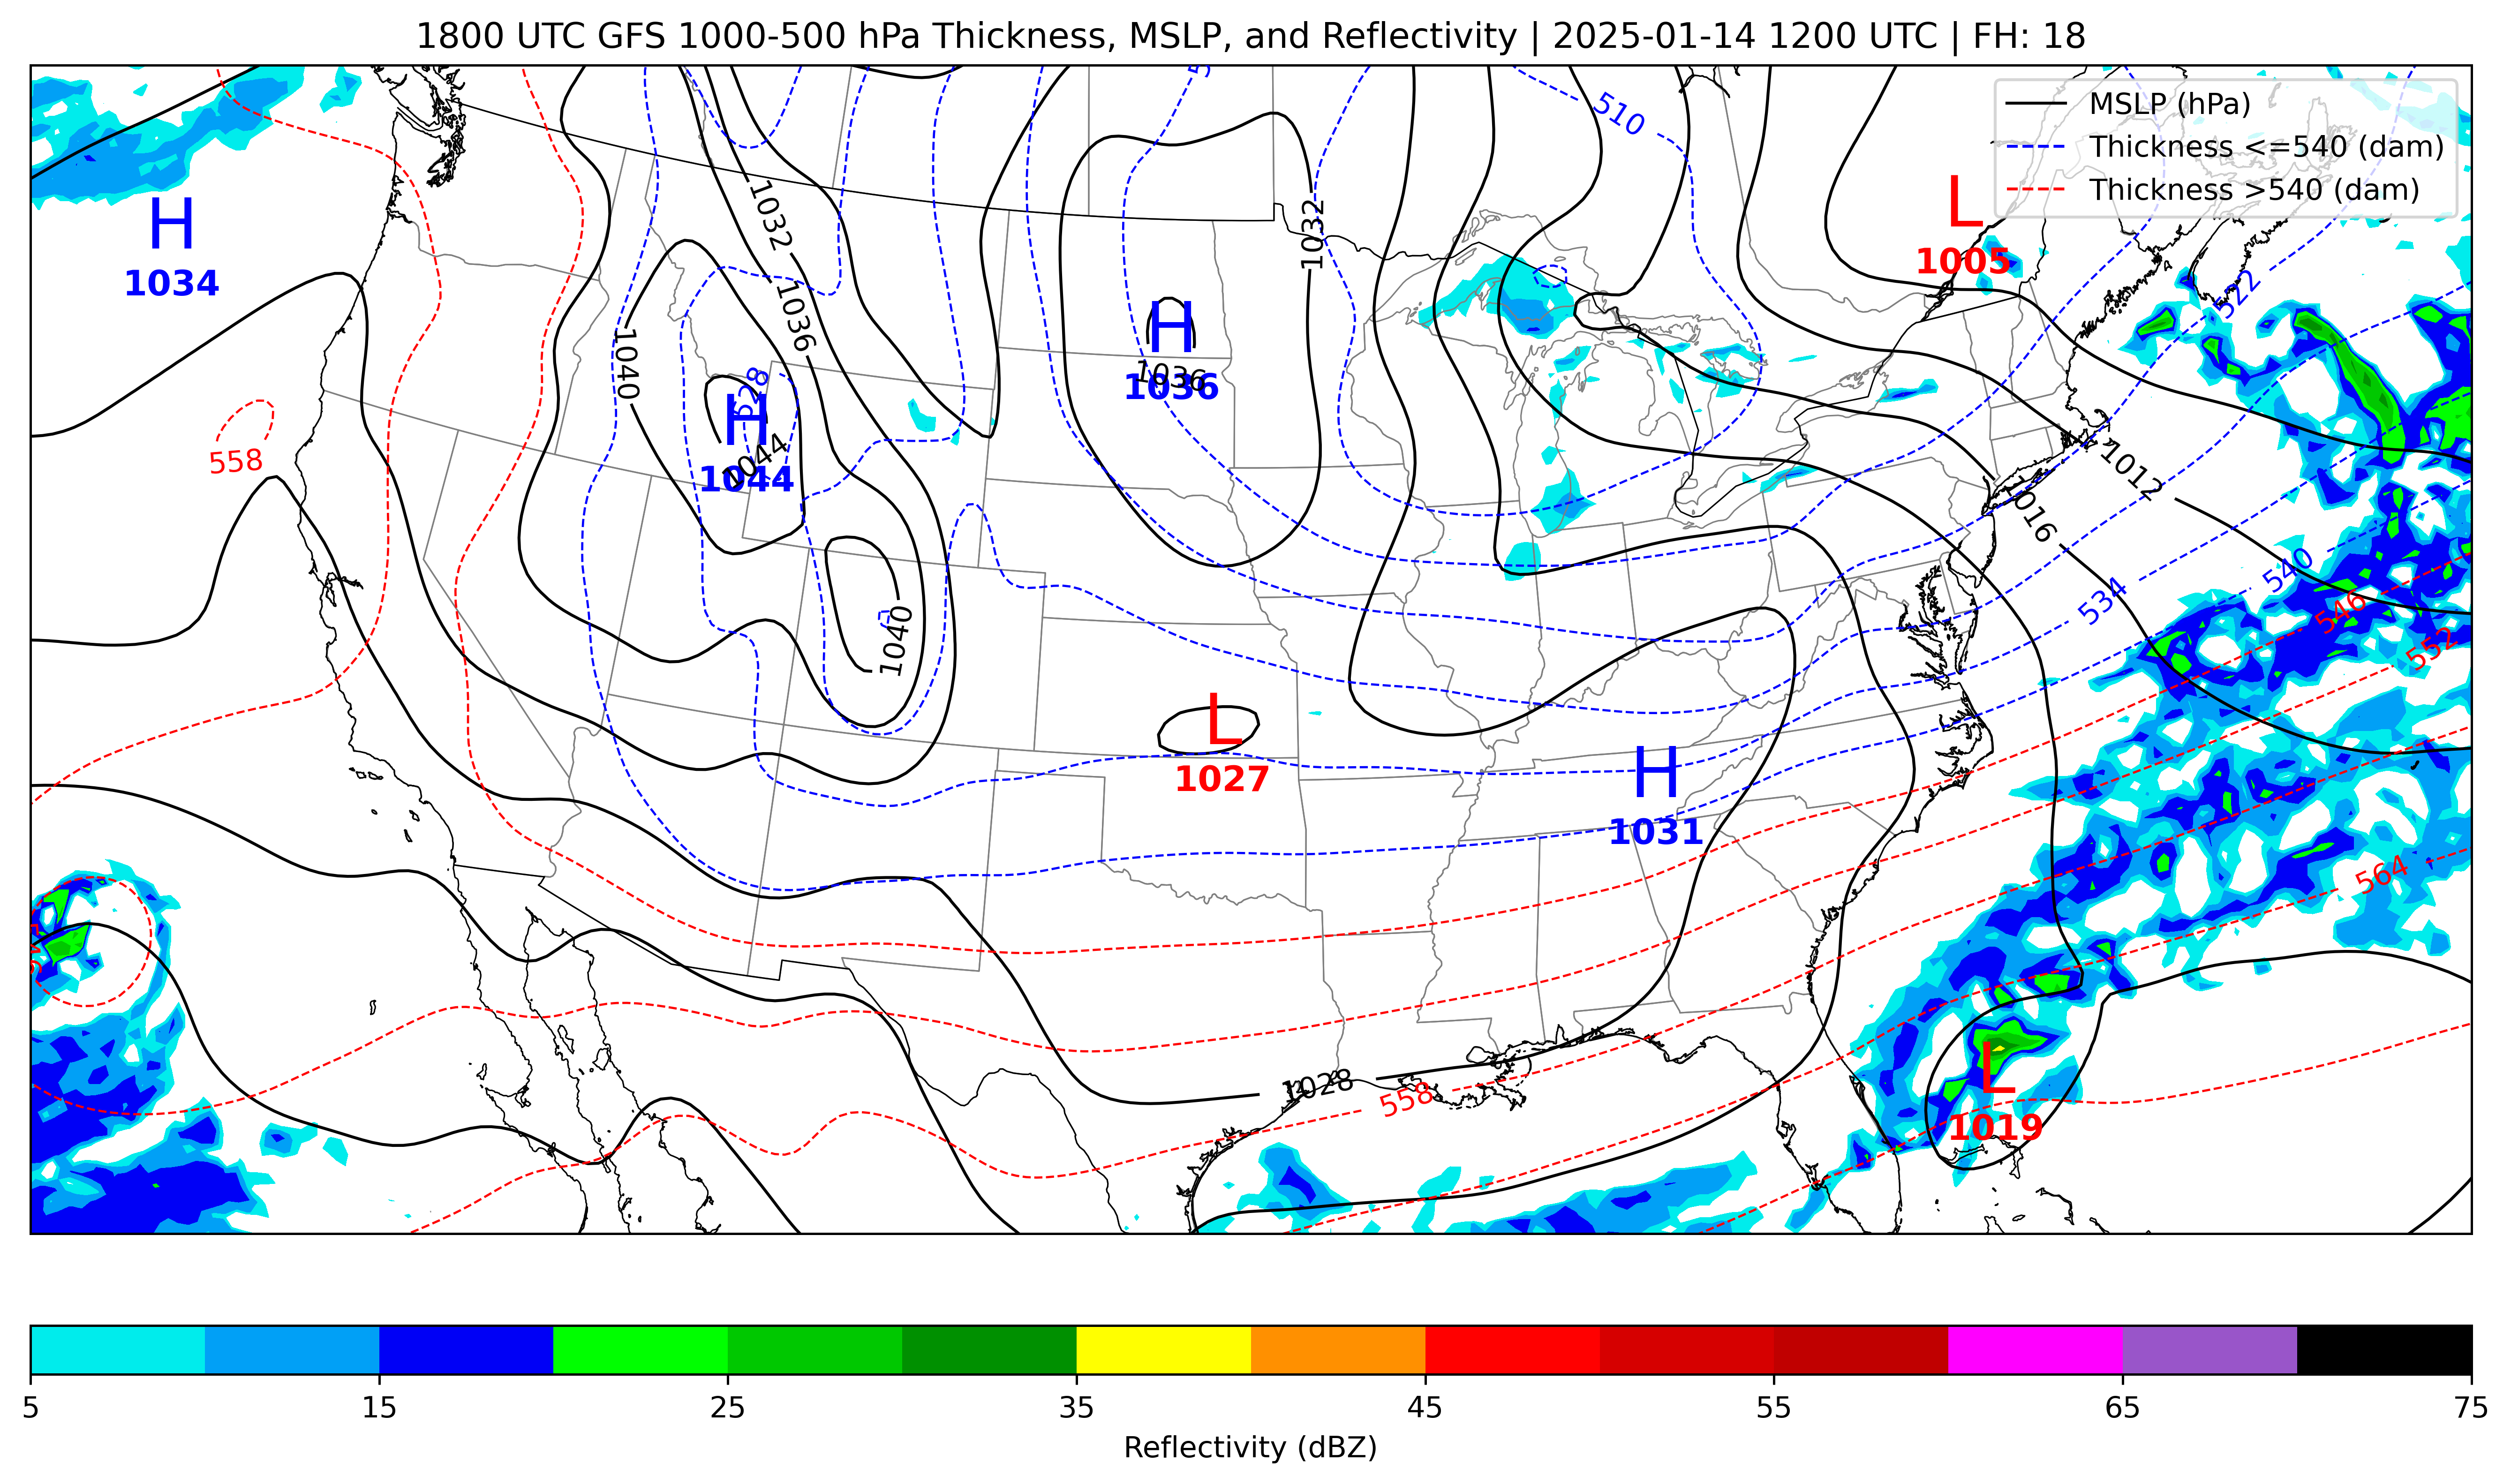 1800 UTC GFS 1000-500 hPa Thickness, MSLP, and Reflectivity | 2025-01-14 1200 UTC | FH: 18
MSLP (hPa)
Thickness <=540 (dam)
Thickness >540 (dam)
510
H
1034
L
1005
1032
1032
522
1036
H
1036
1036
1040
528
H
1044
1044
558
1012
1016
540
534
546
552
1040
L
1027
H
1031
564
1028
558
L
1019
5 15 25 35 45 55 65 75
Reflectivity (dBZ)